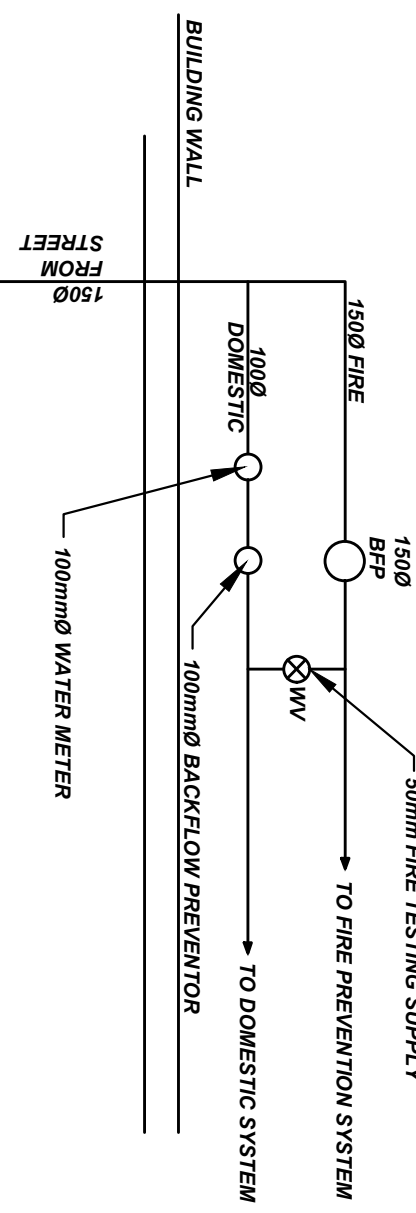 BUILDING WALL
150Ø
FROM
STREET
150Ø FIRE
100Ø
DOMESTIC
150Ø
BFP
WV
50mm FIRE TESTING SUPPLY
TO FIRE PREVENTION SYSTEM
TO DOMESTIC SYSTEM
100mmØ BACKFLOW PREVENTOR
100mmØ WATER METER